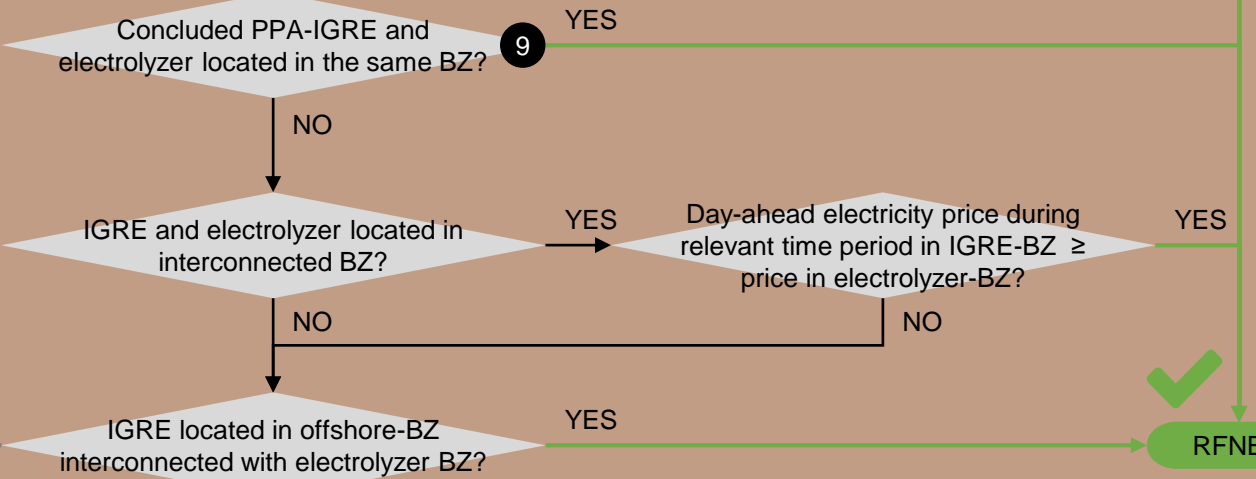 Concluded PPA-IGRE and
electrolyzer located in the same BZ?
9
YES
NO
IGRE and electrolyzer located in
interconnected BZ?
YES
Day-ahead electricity price during
relevant time period in IGRE-BZ ≥
price in electrolyzer-BZ?
YES
NO
NO
IGRE located in offshore-BZ
interconnected with electrolyzer BZ?
YES